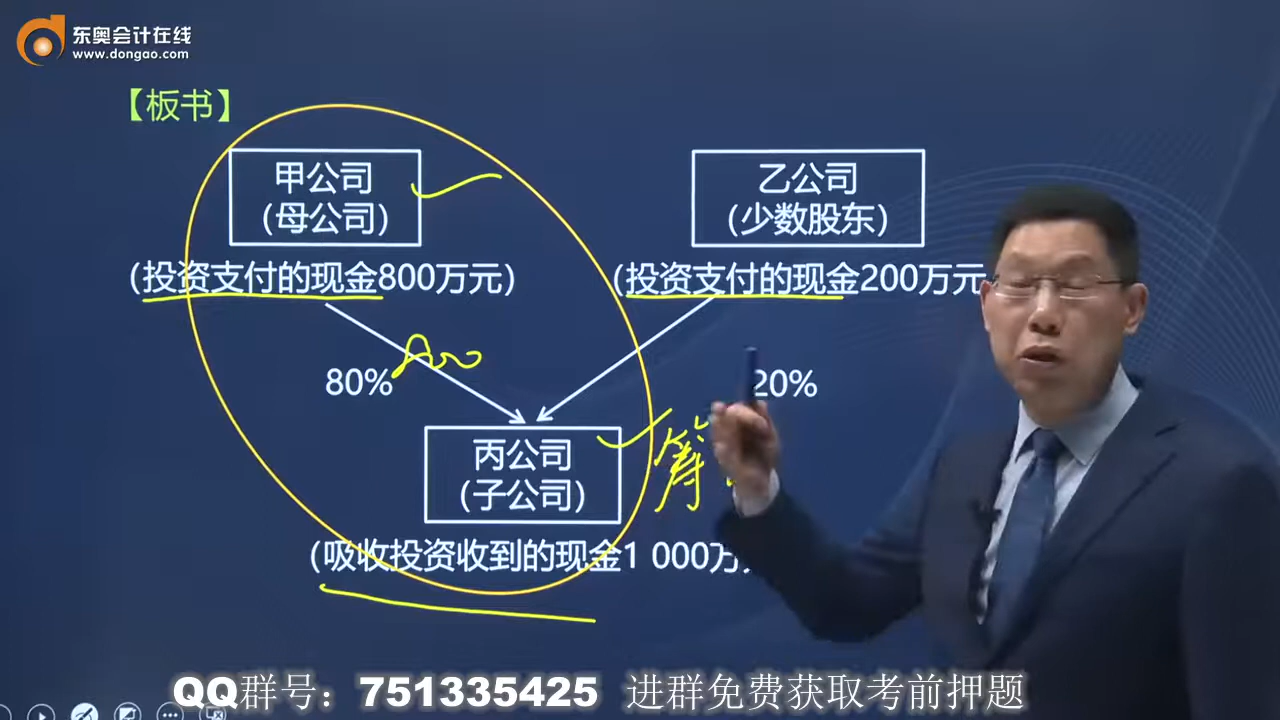 东奥会计在线
www.dongao.com
【板书】
甲公司
(母公司)
乙公司
(少数股东)
(投资支付的现金800万元)
(投资支付的现金200万元
80%
20%
丙公司
(子公司)
筹
(吸收投资收到的现金1 000万
QQ群号：751335425 进群免费获取考前押题